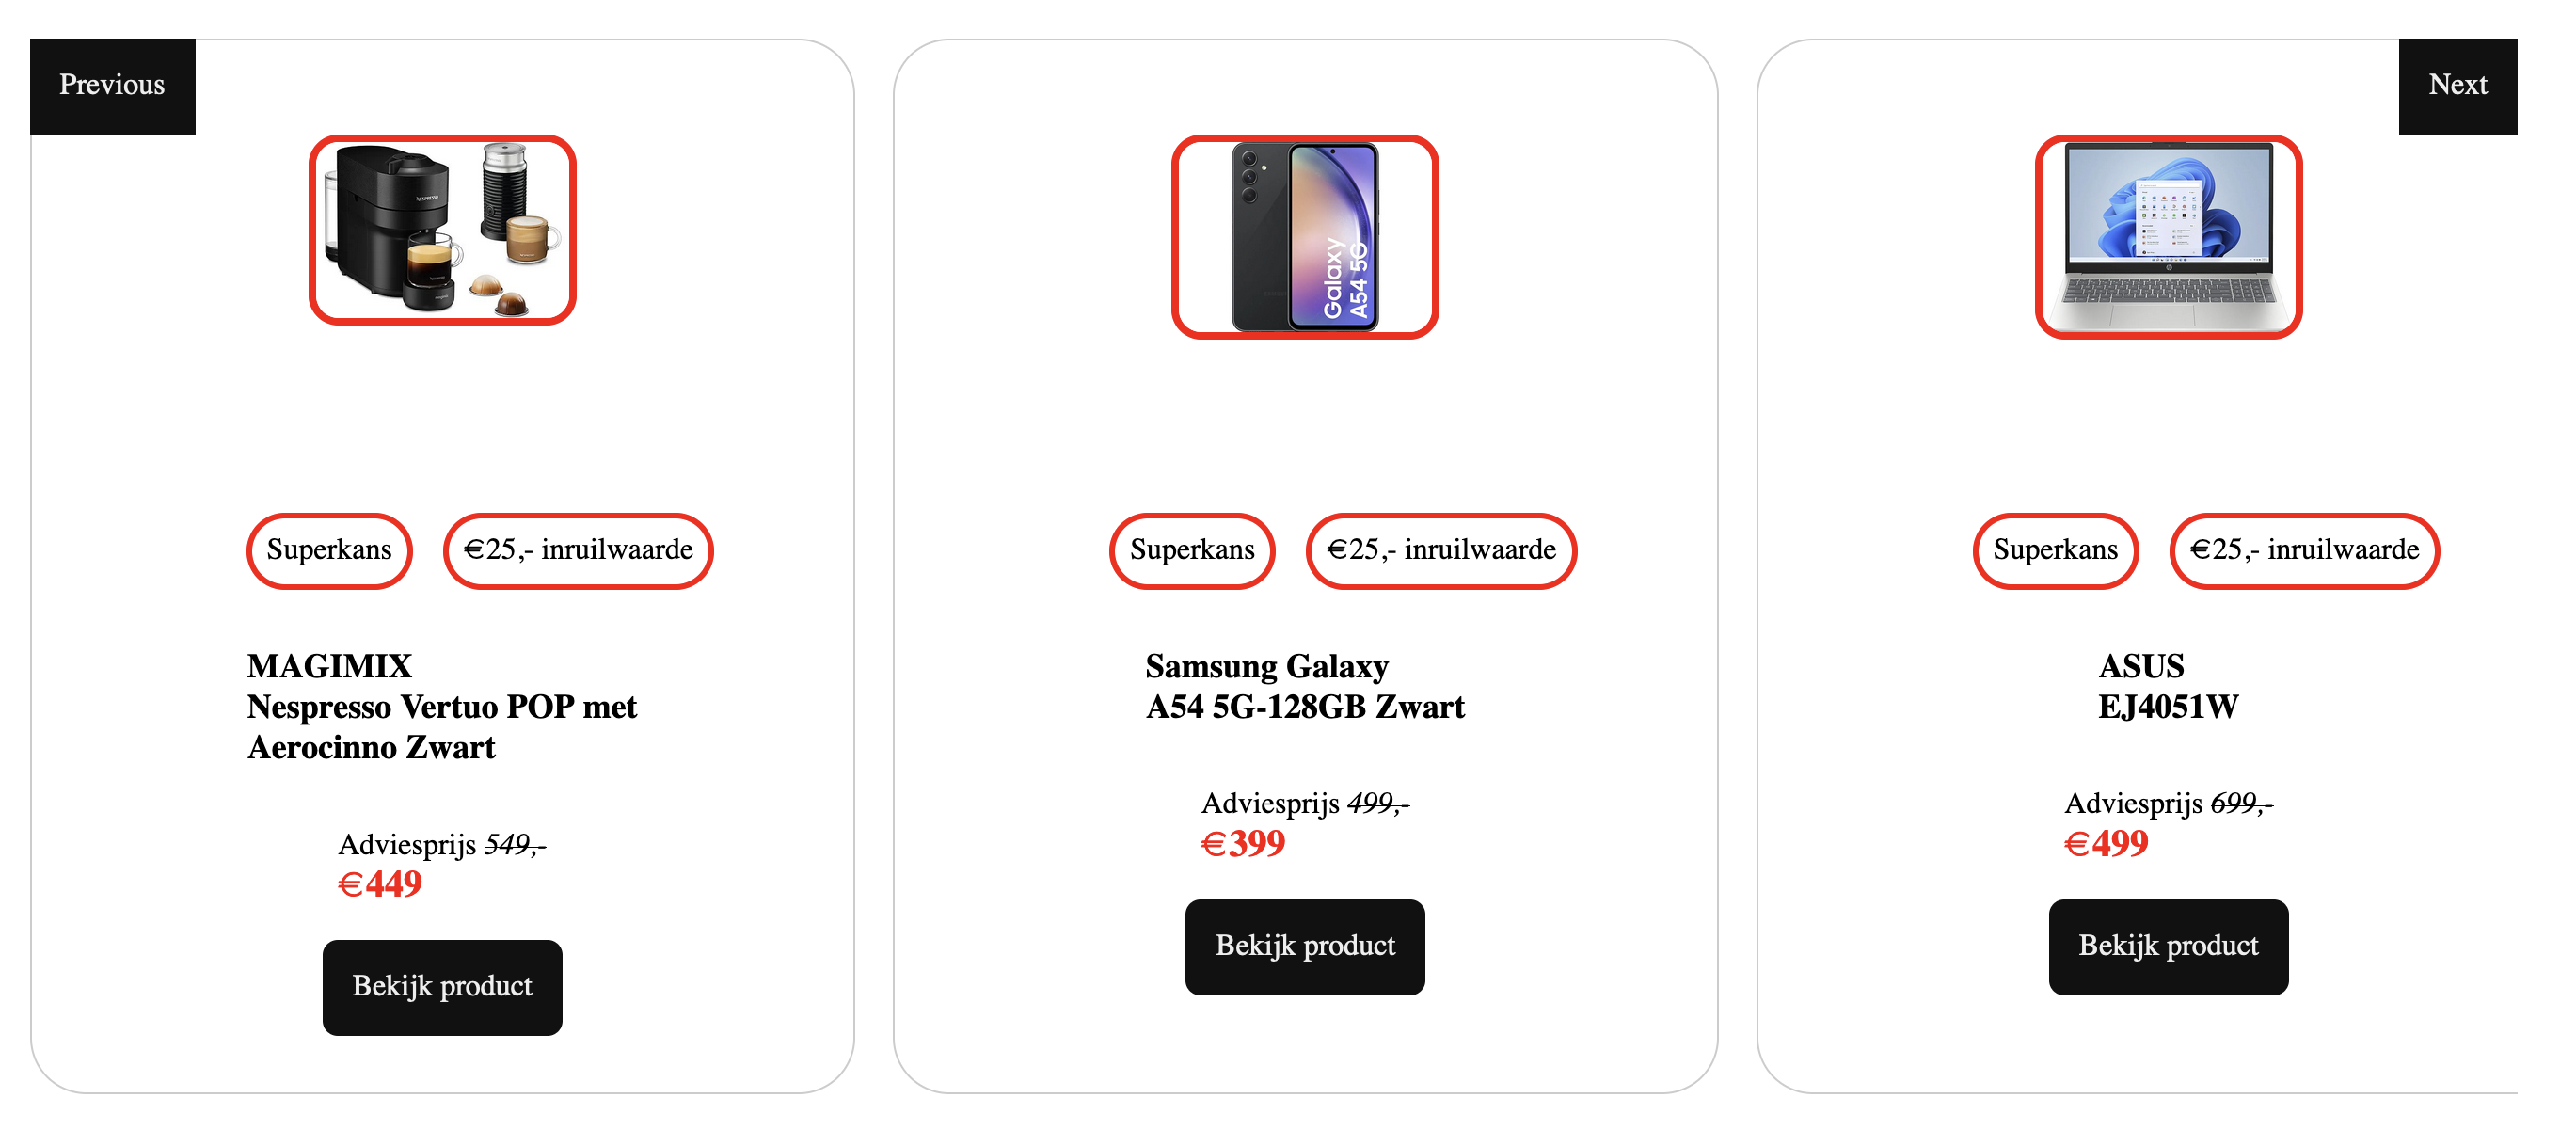 Previous
Next
NESPRESSO
Galaxy
A54 5G
Superkans
€25,- inruilwaarde
Superkans
€25,- inruilwaarde
Superkans
€25,- inruilwaarde
MAGIMIX
Nespresso Vertuo POP met
Aerocinno Zwart
Adviesprijs 549,-
€449
Bekijk product
Samsung Galaxy
A54 5G-128GB Zwart
Adviesprijs 499,-
€399
Bekijk product
ASUS
EJ4051W
Adviesprijs 699,-
€499
Bekijk product